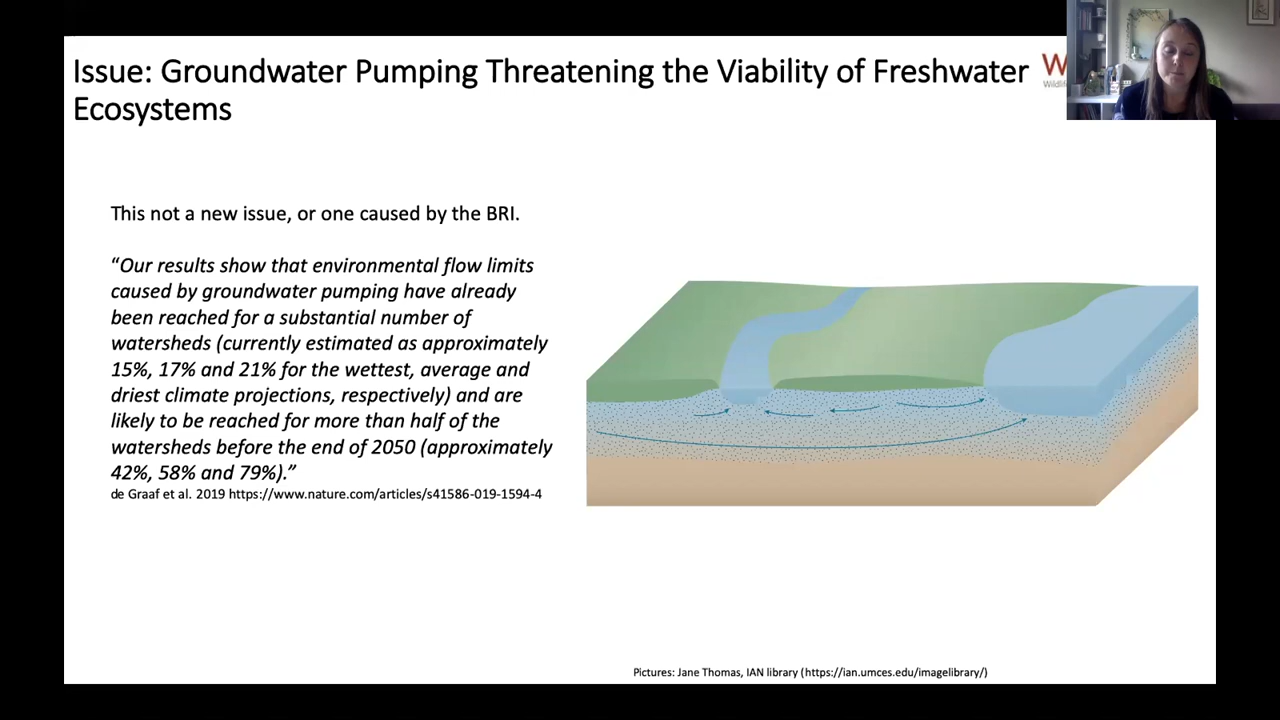 Issue: Groundwater Pumping Threatening the Viability of Freshwater
Ecosystems
This not a new issue, or one caused by the BRI.
“Our results show that environmental flow limits
caused by groundwater pumping have already
been reached for a substantial number of
watersheds (currently estimated as approximately
15%, 17% and 21% for the wettest, average and
driest climate projections, respectively) and are
likely to be reached for more than half of the
watersheds before the end of 2050 (approximately
42%, 58% and 79%).”
de Graaf et al. 2019 https://www.nature.com/articles/s41586-019-1594-4
Pictures: Jane Thomas, IAN library (https://ian.umces.edu/imagelibrary/)